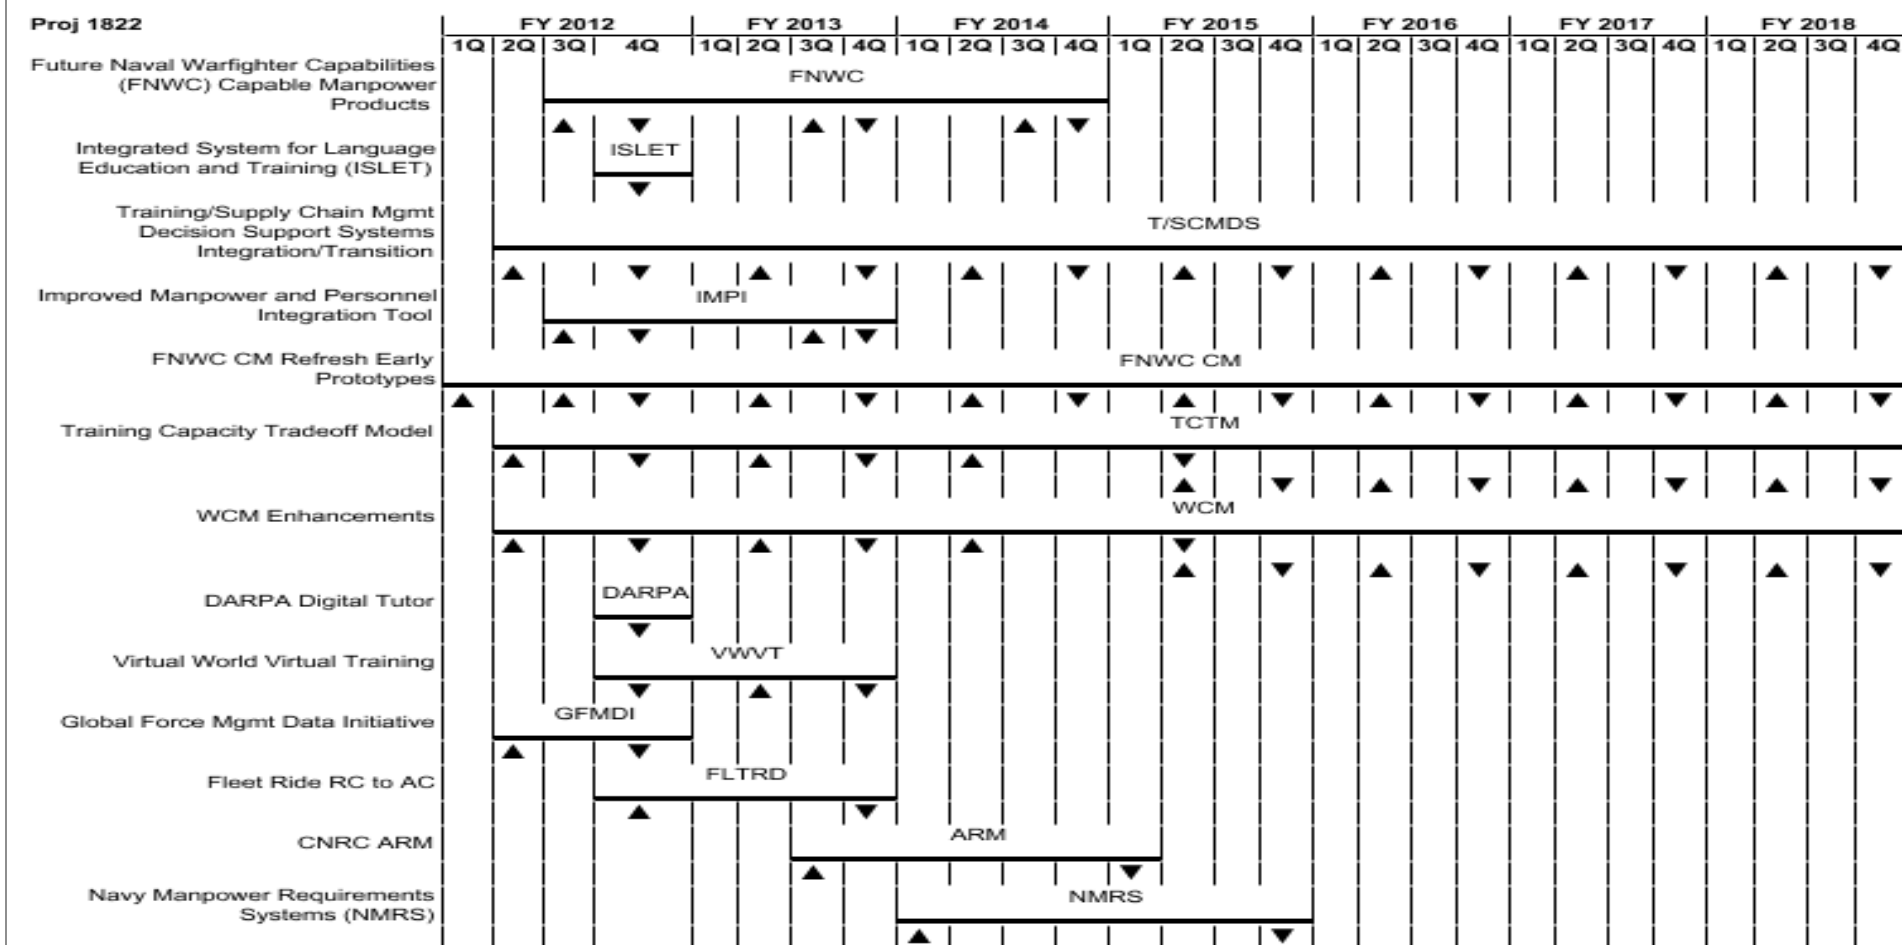 Proj 1822 FY 2012 FY 2013 FY 2014 FY 2015 FY 2016 FY 2017 FY 2018
1Q 2Q 3Q 4Q 1Q 2Q 3Q 4Q 1Q 2Q 3Q 4Q 1Q 2Q 3Q 4Q 1Q 2Q 3Q 4Q 1Q 2Q 3Q 4Q 1Q 2Q 3Q 4Q
Future Naval Warfighter Capabilities
(FNWC) Capable Manpower
Products
FNWC
Integrated System for Language
Education and Training (ISLET)
ISLET
Training/Supply Chain Mgmt
Decision Support Systems
Integration/Transition
T/SCMDS
Improved Manpower and Personnel
Integration Tool
IMPI
FNWC CM Refresh Early
Prototypes
FNWC CM
Training Capacity Tradeoff Model
TCTM
WCM Enhancements
WCM
DARPA Digital Tutor
DARPA
Virtual World Virtual Training
VWVT
Global Force Mgmt Data Initiative
GFMDI
Fleet Ride RC to AC
FLTRD
CNRC ARM
ARM
Navy Manpower Requirements
Systems (NMRS)
NMRS